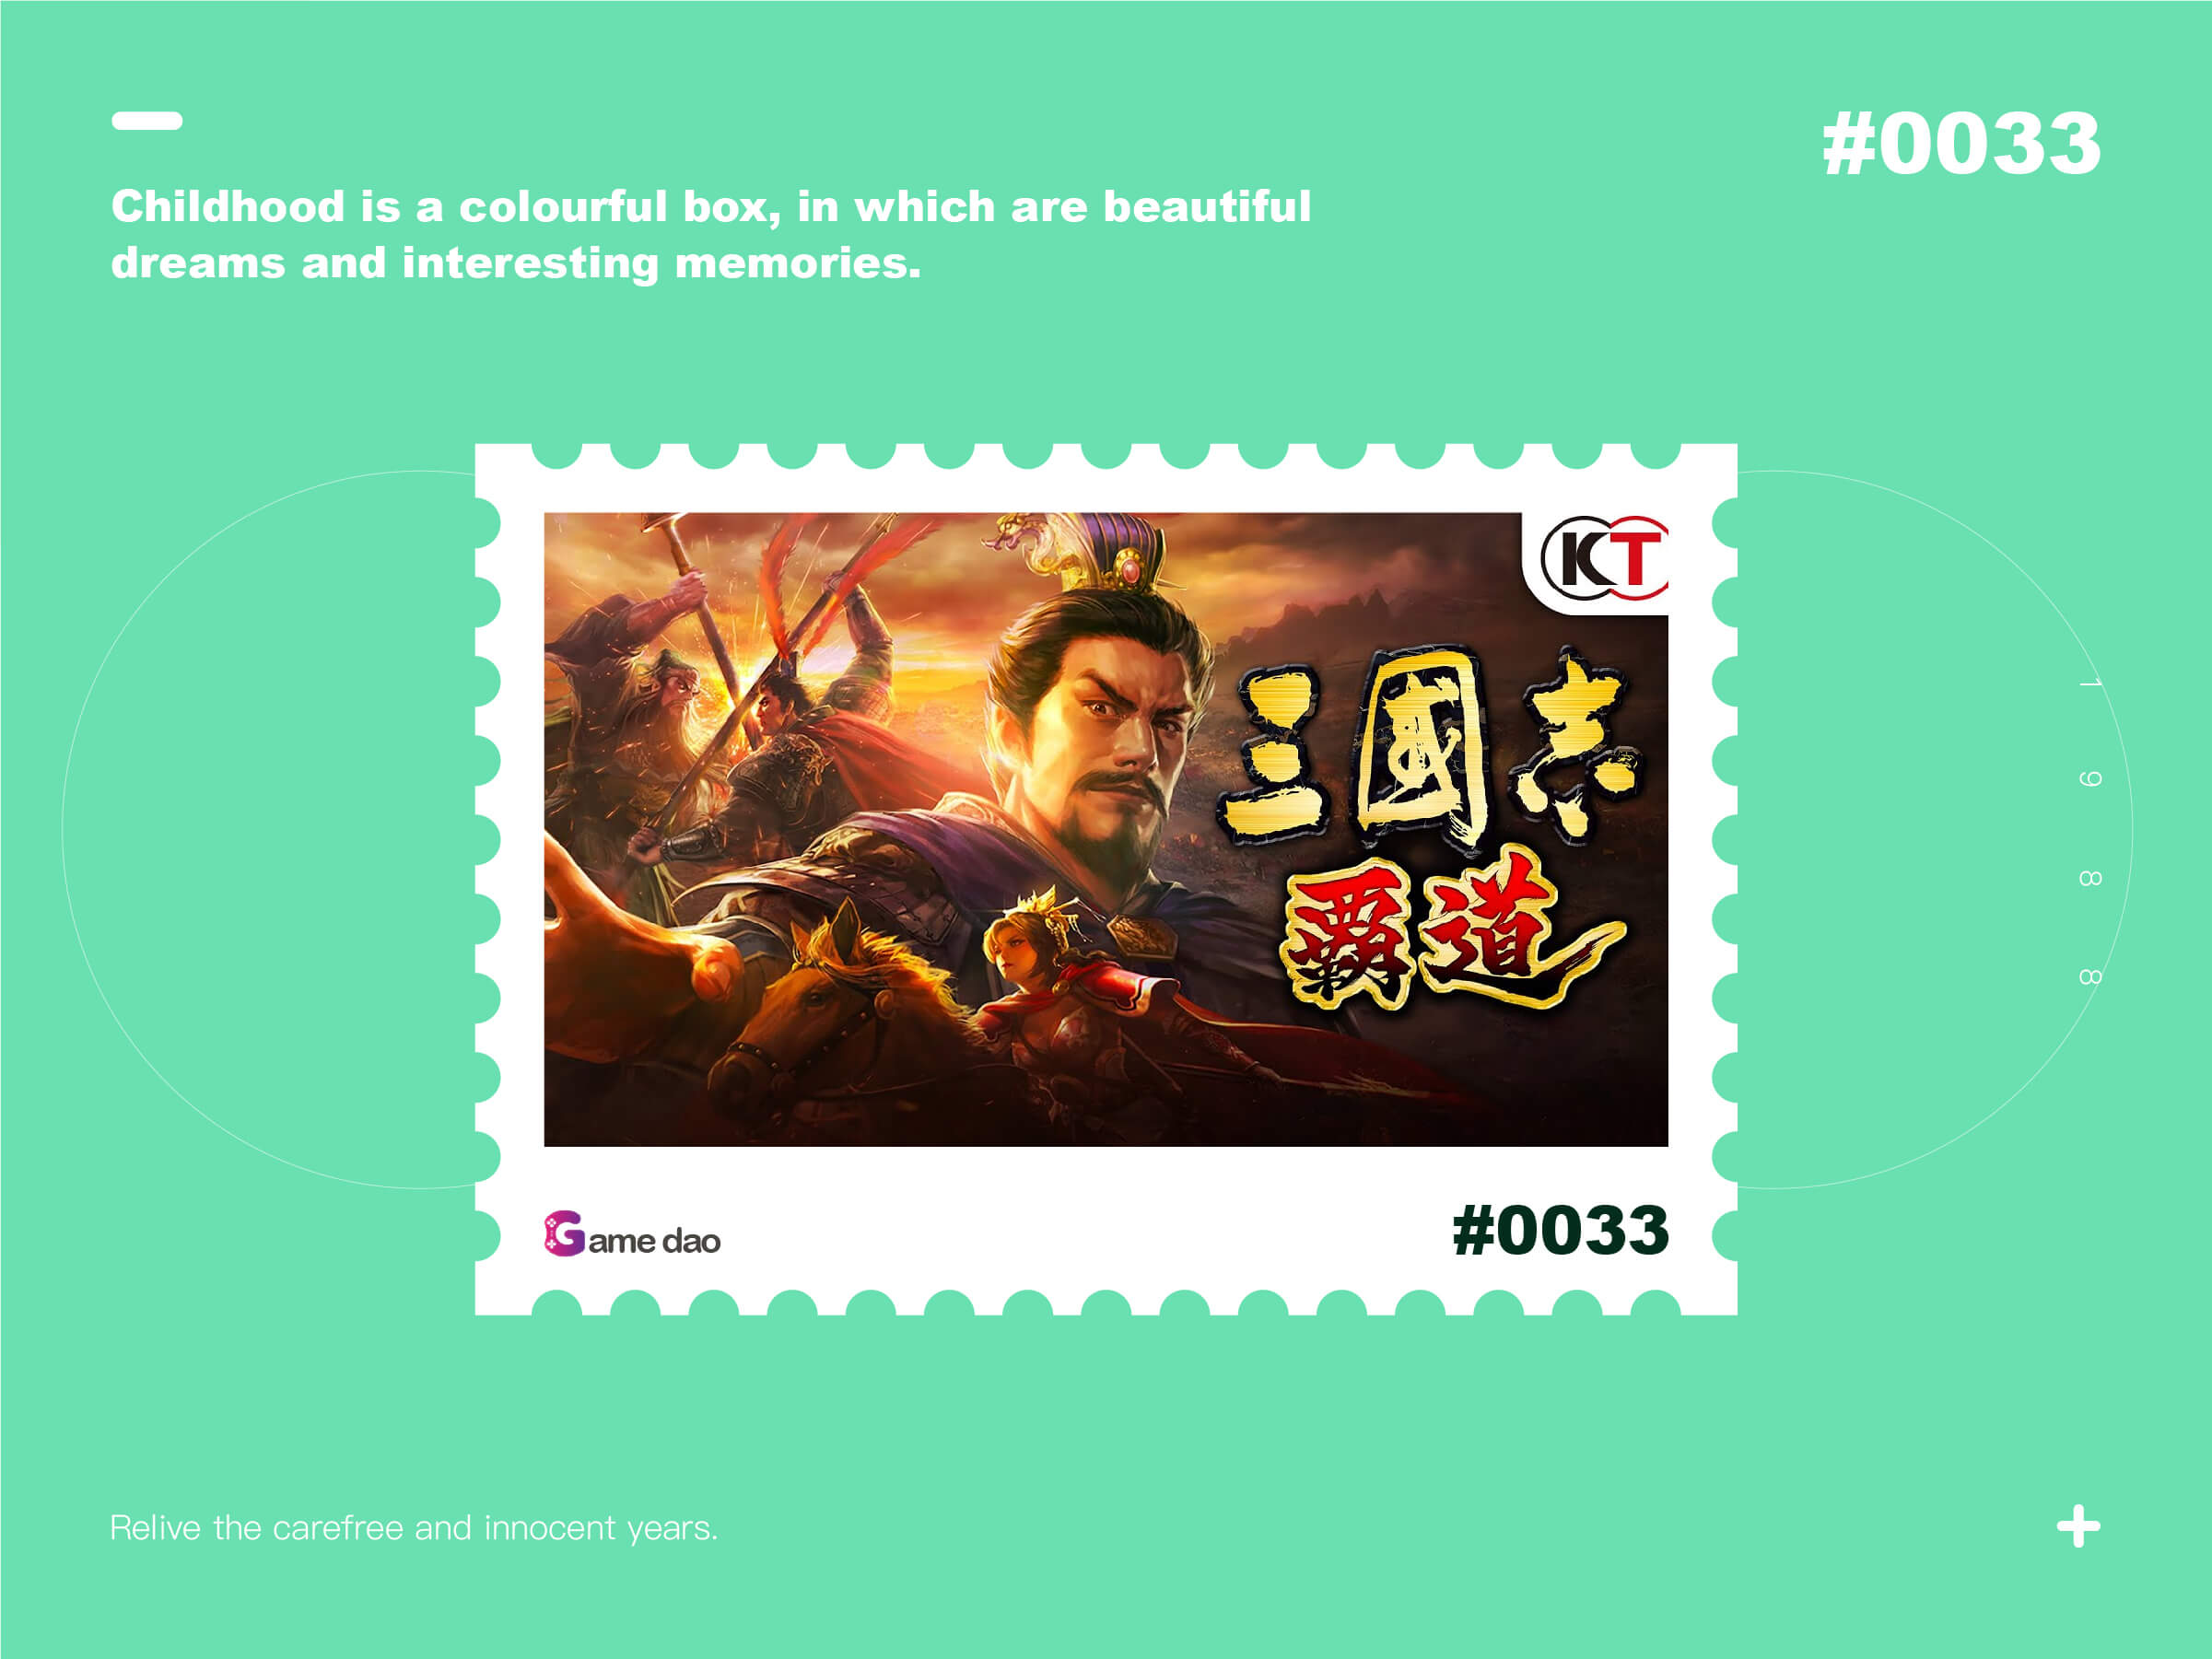 #0033
Childhood is a colourful box, in which are beautiful
dreams and interesting memories.
KT
三國志
覇道
1 9 8 8
Game dao
#0033
Relive the carefree and innocent years.